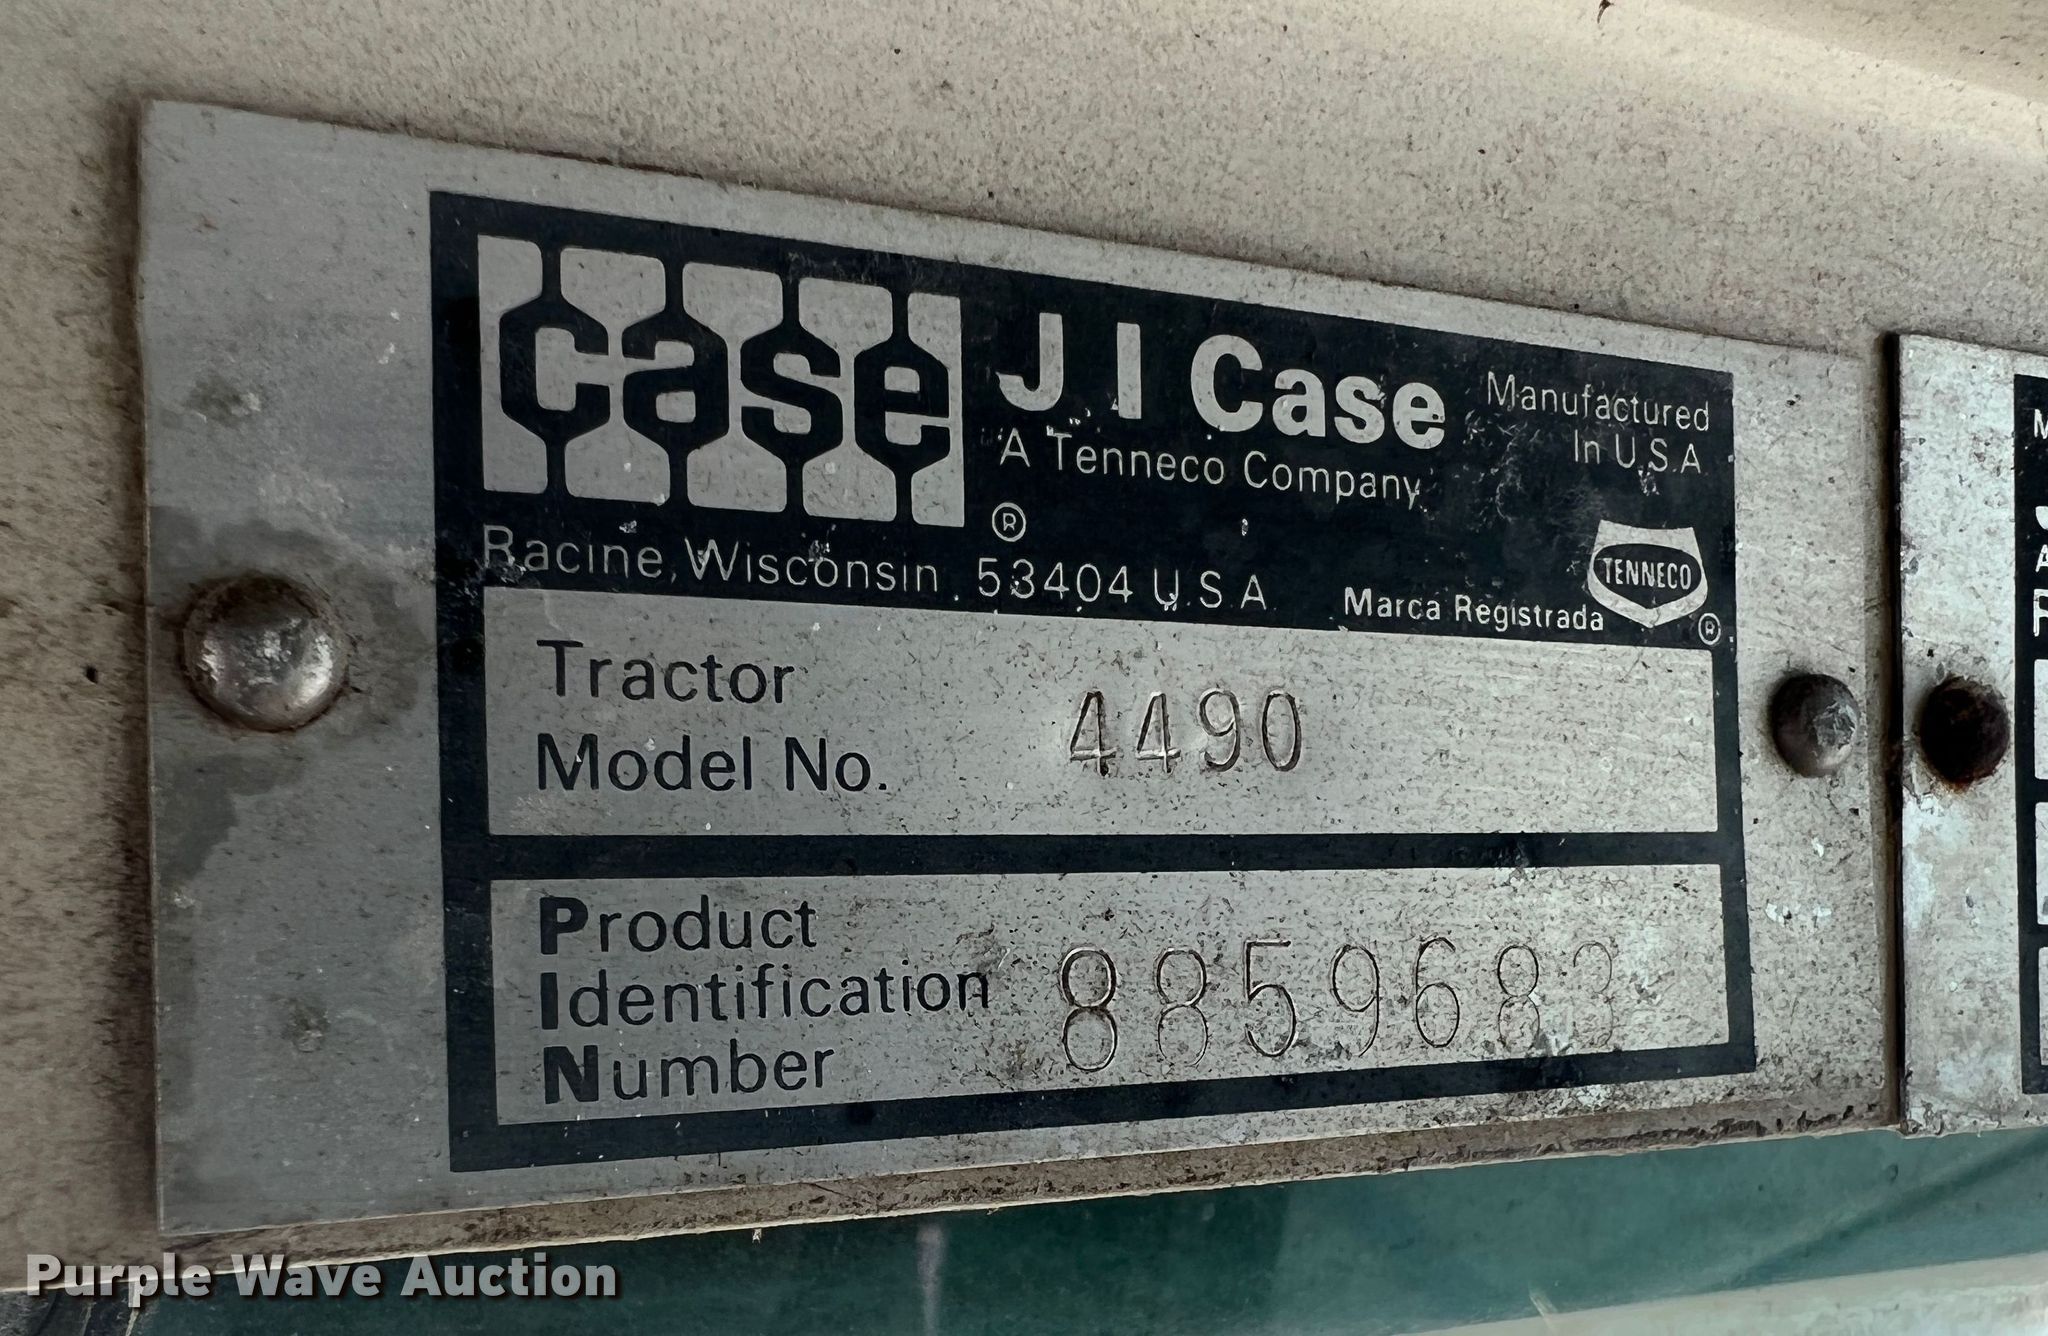 case ®
J I Case
A Tenneco Company
Manufactured
In U.S.A.
Racine, Wisconsin. 53404 U.S.A.
Marca Registrada
TENNECO ®
Tractor
Model No. 4490
Product
Identification
Number 8859683
Purple Wave Auction